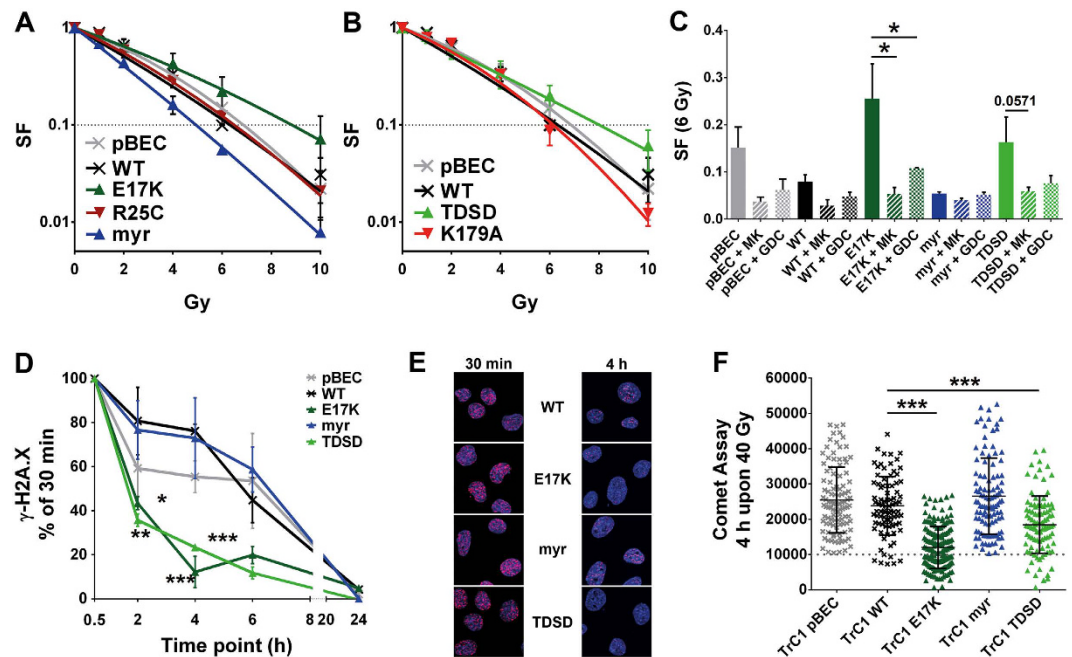 A
1
0.1
0.01
SF
pBEC
WT
E17K
R25C
myr
0 2 4 6 8 10
Gy
B
1
0.1
0.01
SF
pBEC
WT
TDSD
K179A
0 2 4 6 8 10
Gy
C
SF (6 Gy)
0.4
0.3
0.2
0.1
0.0
*
*
0.0571
pBEC
pBEC + MK
pBEC + GDC
WT
WT + MK
WT + GDC
E17K
E17K + MK
E17K + GDC
myr
myr + MK
myr + GDC
TDSD
TDSD + MK
TDSD + GDC
D
γ-H2A.X
% of 30 min
100
80
60
40
20
0
pBEC
WT
E17K
myr
TDSD
*
**
***
***
0.5 2 4 6 8 20 24
Time point (h)
E
30 min 4 h
WT
E17K
myr
TDSD
F
Comet Assay
4 h upon 40 Gy
60000
50000
40000
30000
20000
10000
0
***
***
TrC1 pBEC
TrC1 WT
TrC1 E17K
TrC1 myr
TrC1 TDSD